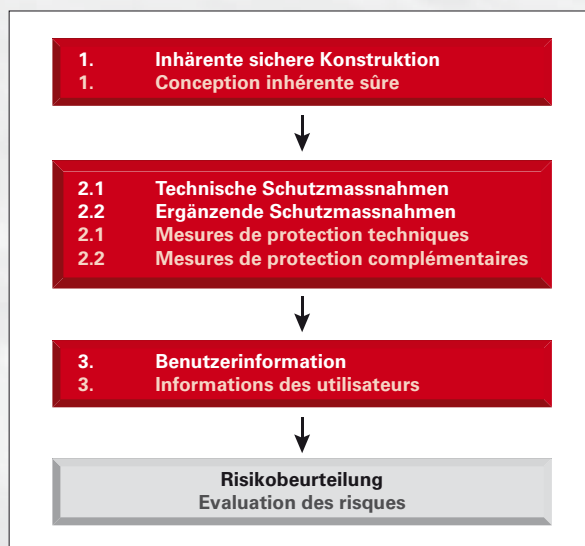 1. Inhärente sichere Konstruktion
1. Conception inhérente sûre
2.1 Technische Schutzmassnahmen
2.2 Ergänzende Schutzmassnahmen
2.1 Mesures de protection techniques
2.2 Mesures de protection complémentaires
3. Benutzerinformation
3. Informations des utilisateurs
Risikobeurteilung
Evaluation des risques